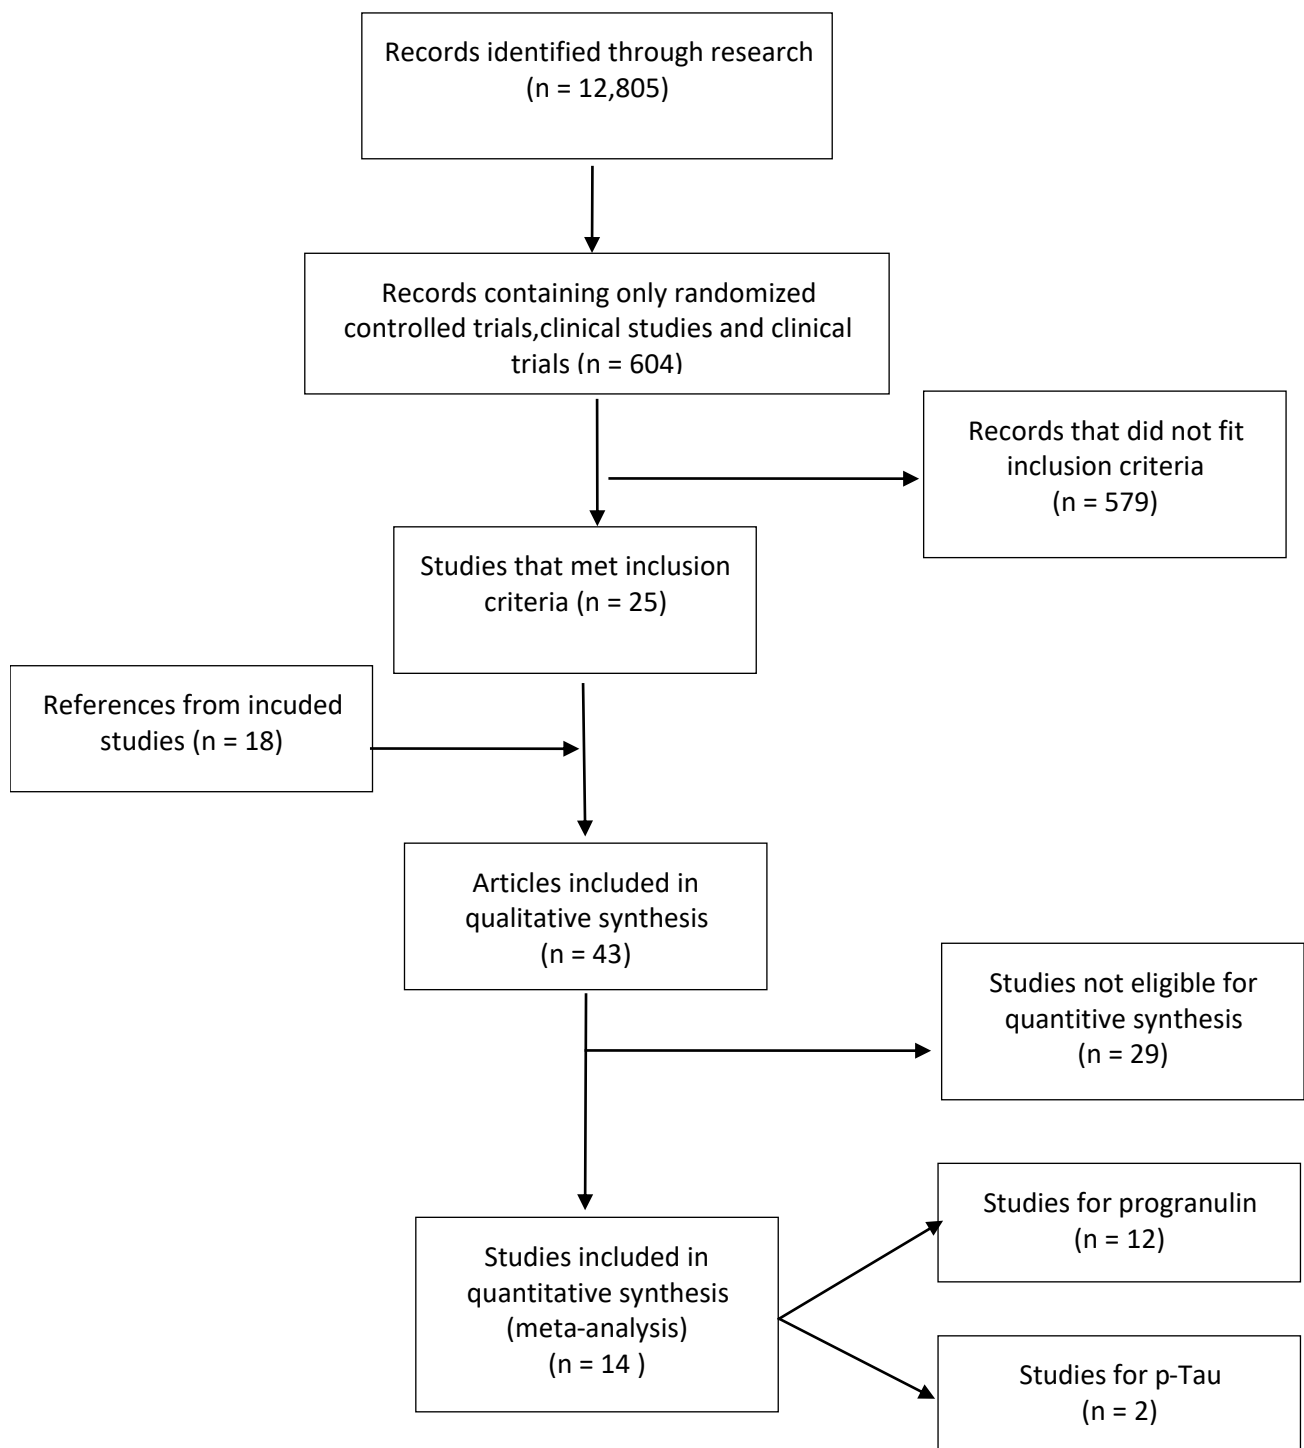 Records identified through research
(n = 12,805)
Records containing only randomized
controlled trials,clinical studies and clinical
trials (n = 604)
Records that did not fit
inclusion criteria
(n = 579)
Studies that met inclusion
criteria (n = 25)
References from incuded
studies (n = 18)
Articles included in
qualitative synthesis
(n = 43)
Studies not eligible for
quantitive synthesis
(n = 29)
Studies included in
quantitative synthesis
(meta-analysis)
(n = 14 )
Studies for progranulin
(n = 12)
Studies for p-Tau
(n = 2)